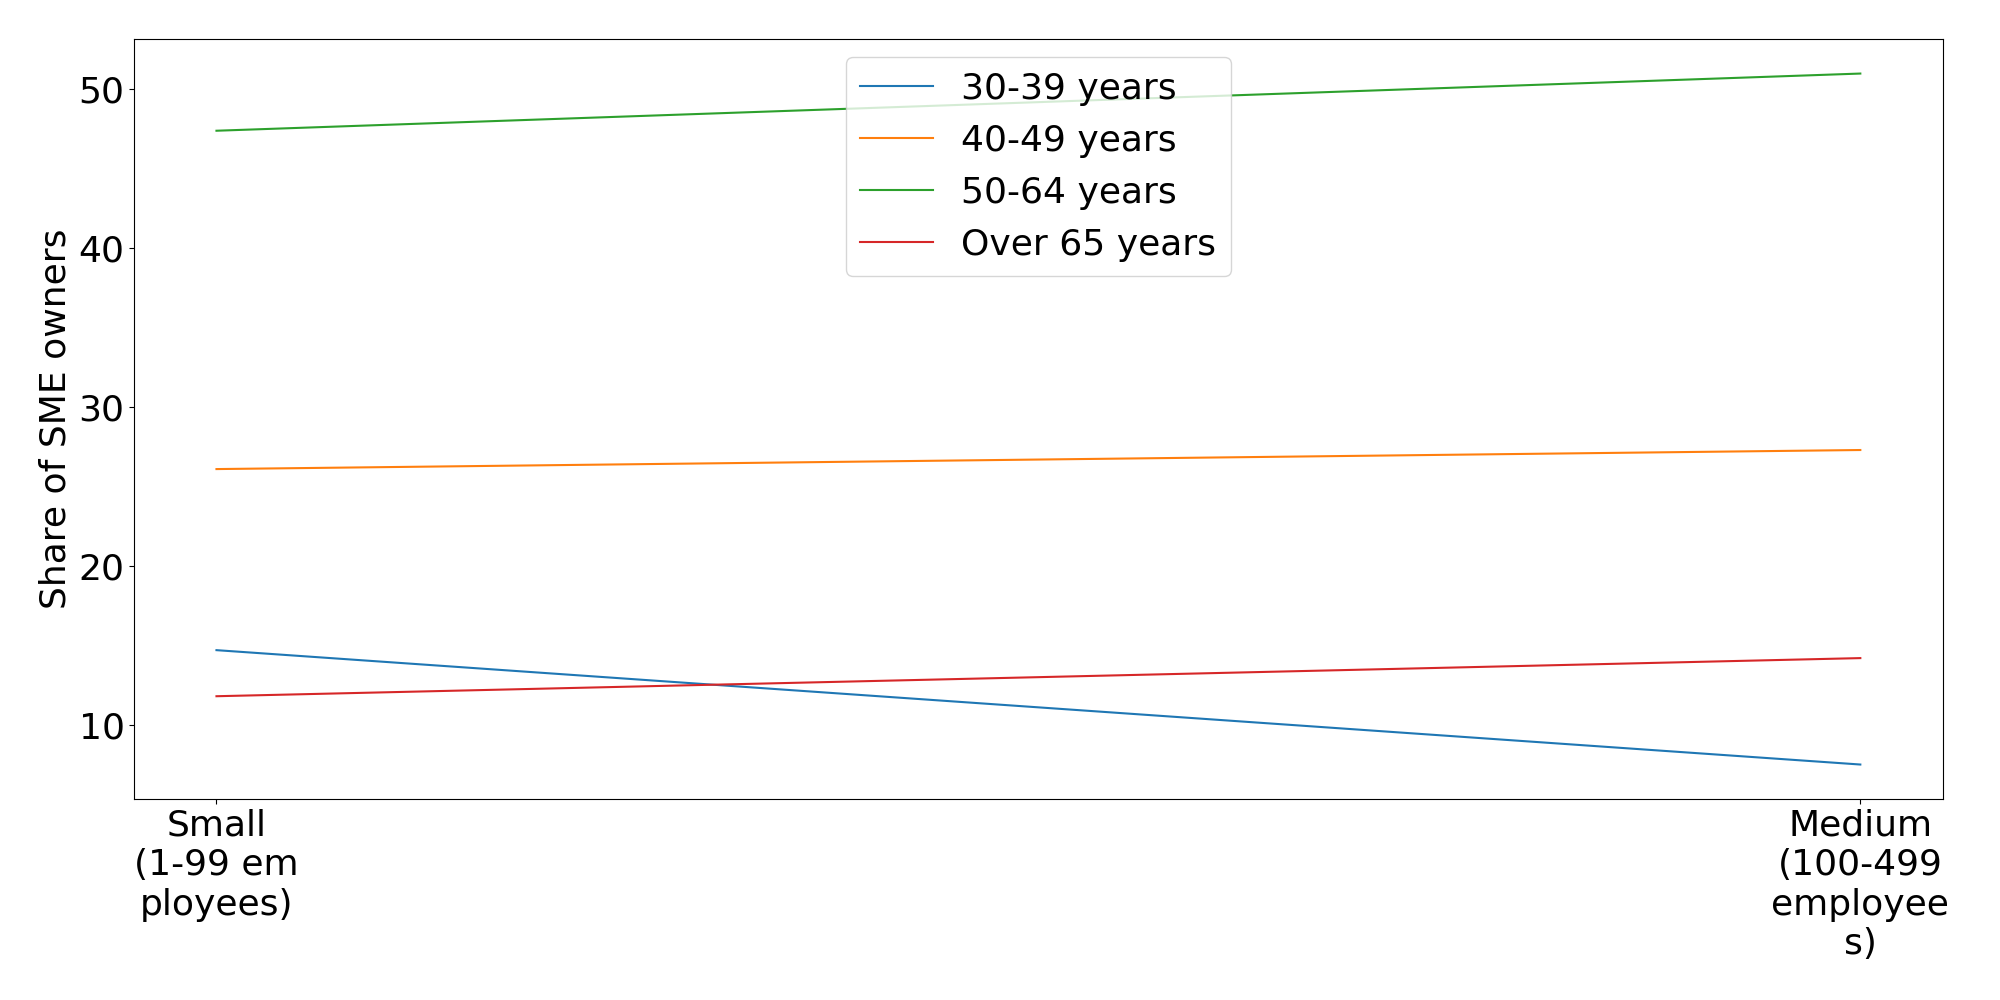 Share of SME owners
50
40
30
20
10
30-39 years
40-49 years
50-64 years
Over 65 years
Small
(1-99 em
ployees)
Medium
(100-499
employee
s)